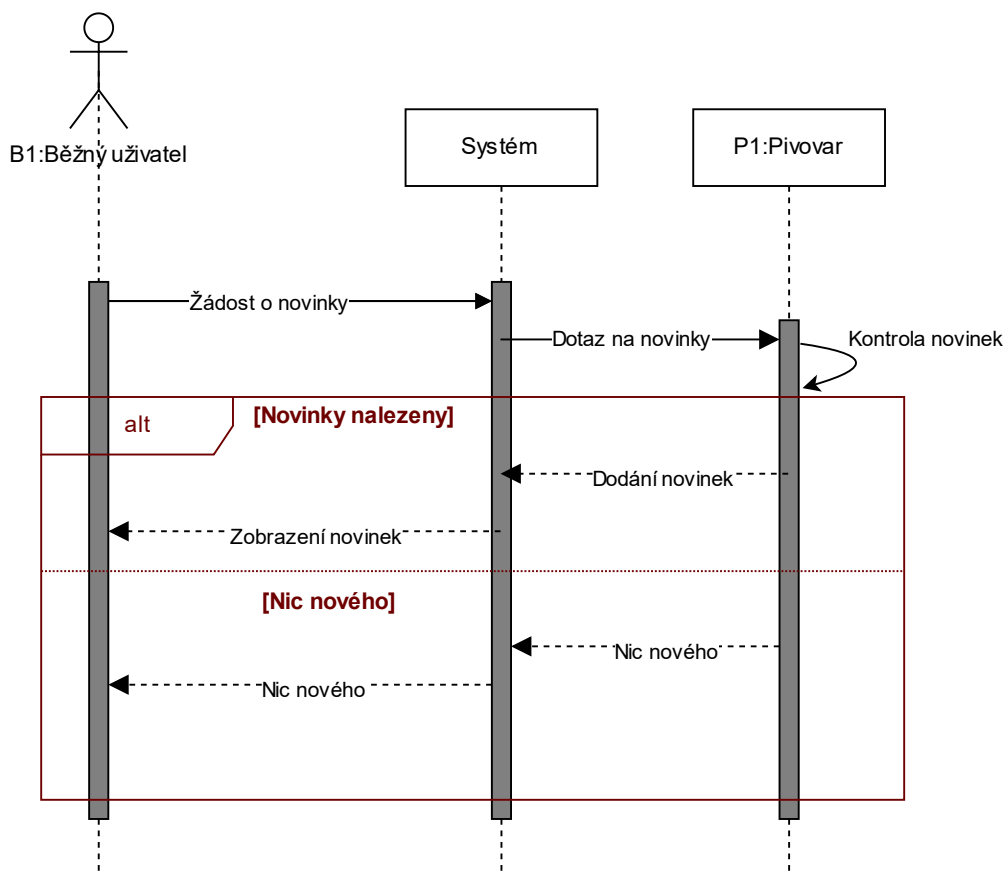 B1:Běžný uživatel
Systém
P1:Pivovar
Žádost o novinky
Dotaz na novinky
Kontrola novinek
alt
[Novinky nalezeny]
Dodání novinek
Zobrazení novinek
[Nic nového]
Nic nového
Nic nového